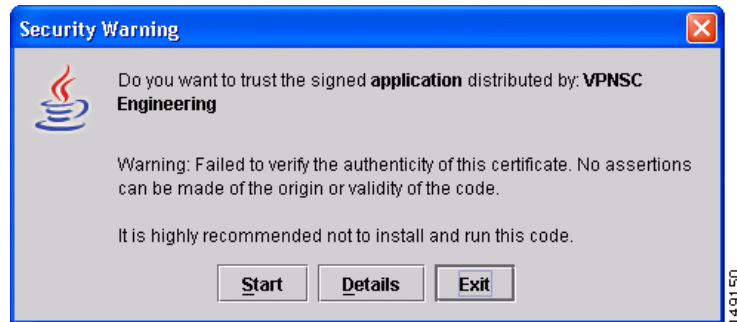 Security Warning
Do you want to trust the signed application distributed by: VPNSC
Engineering
Warning: Failed to verify the authenticity of this certificate. No assertions
can be made of the origin or validity of the code.
It is highly recommended not to install and run this code.
Start Details Exit
149150